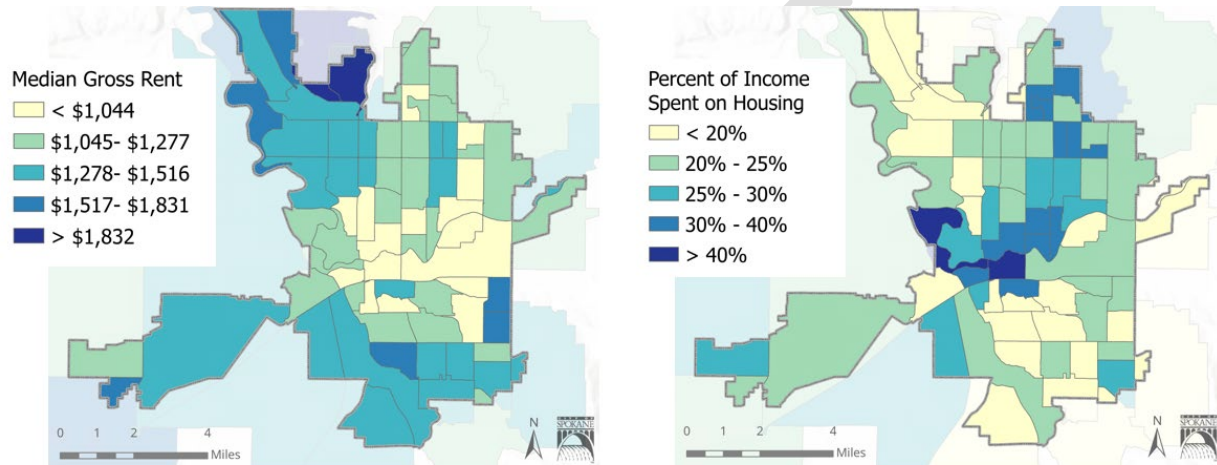 Median Gross Rent
< $1,044
$1,045- $1,277
$1,278- $1,516
$1,517- $1,831
> $1,832
0 1 2 4
Miles
N
SPOKANE
Percent of Income
Spent on Housing
< 20%
20% - 25%
25% - 30%
30% - 40%
> 40%
0 1 2 4
Miles
N
SPOKANE